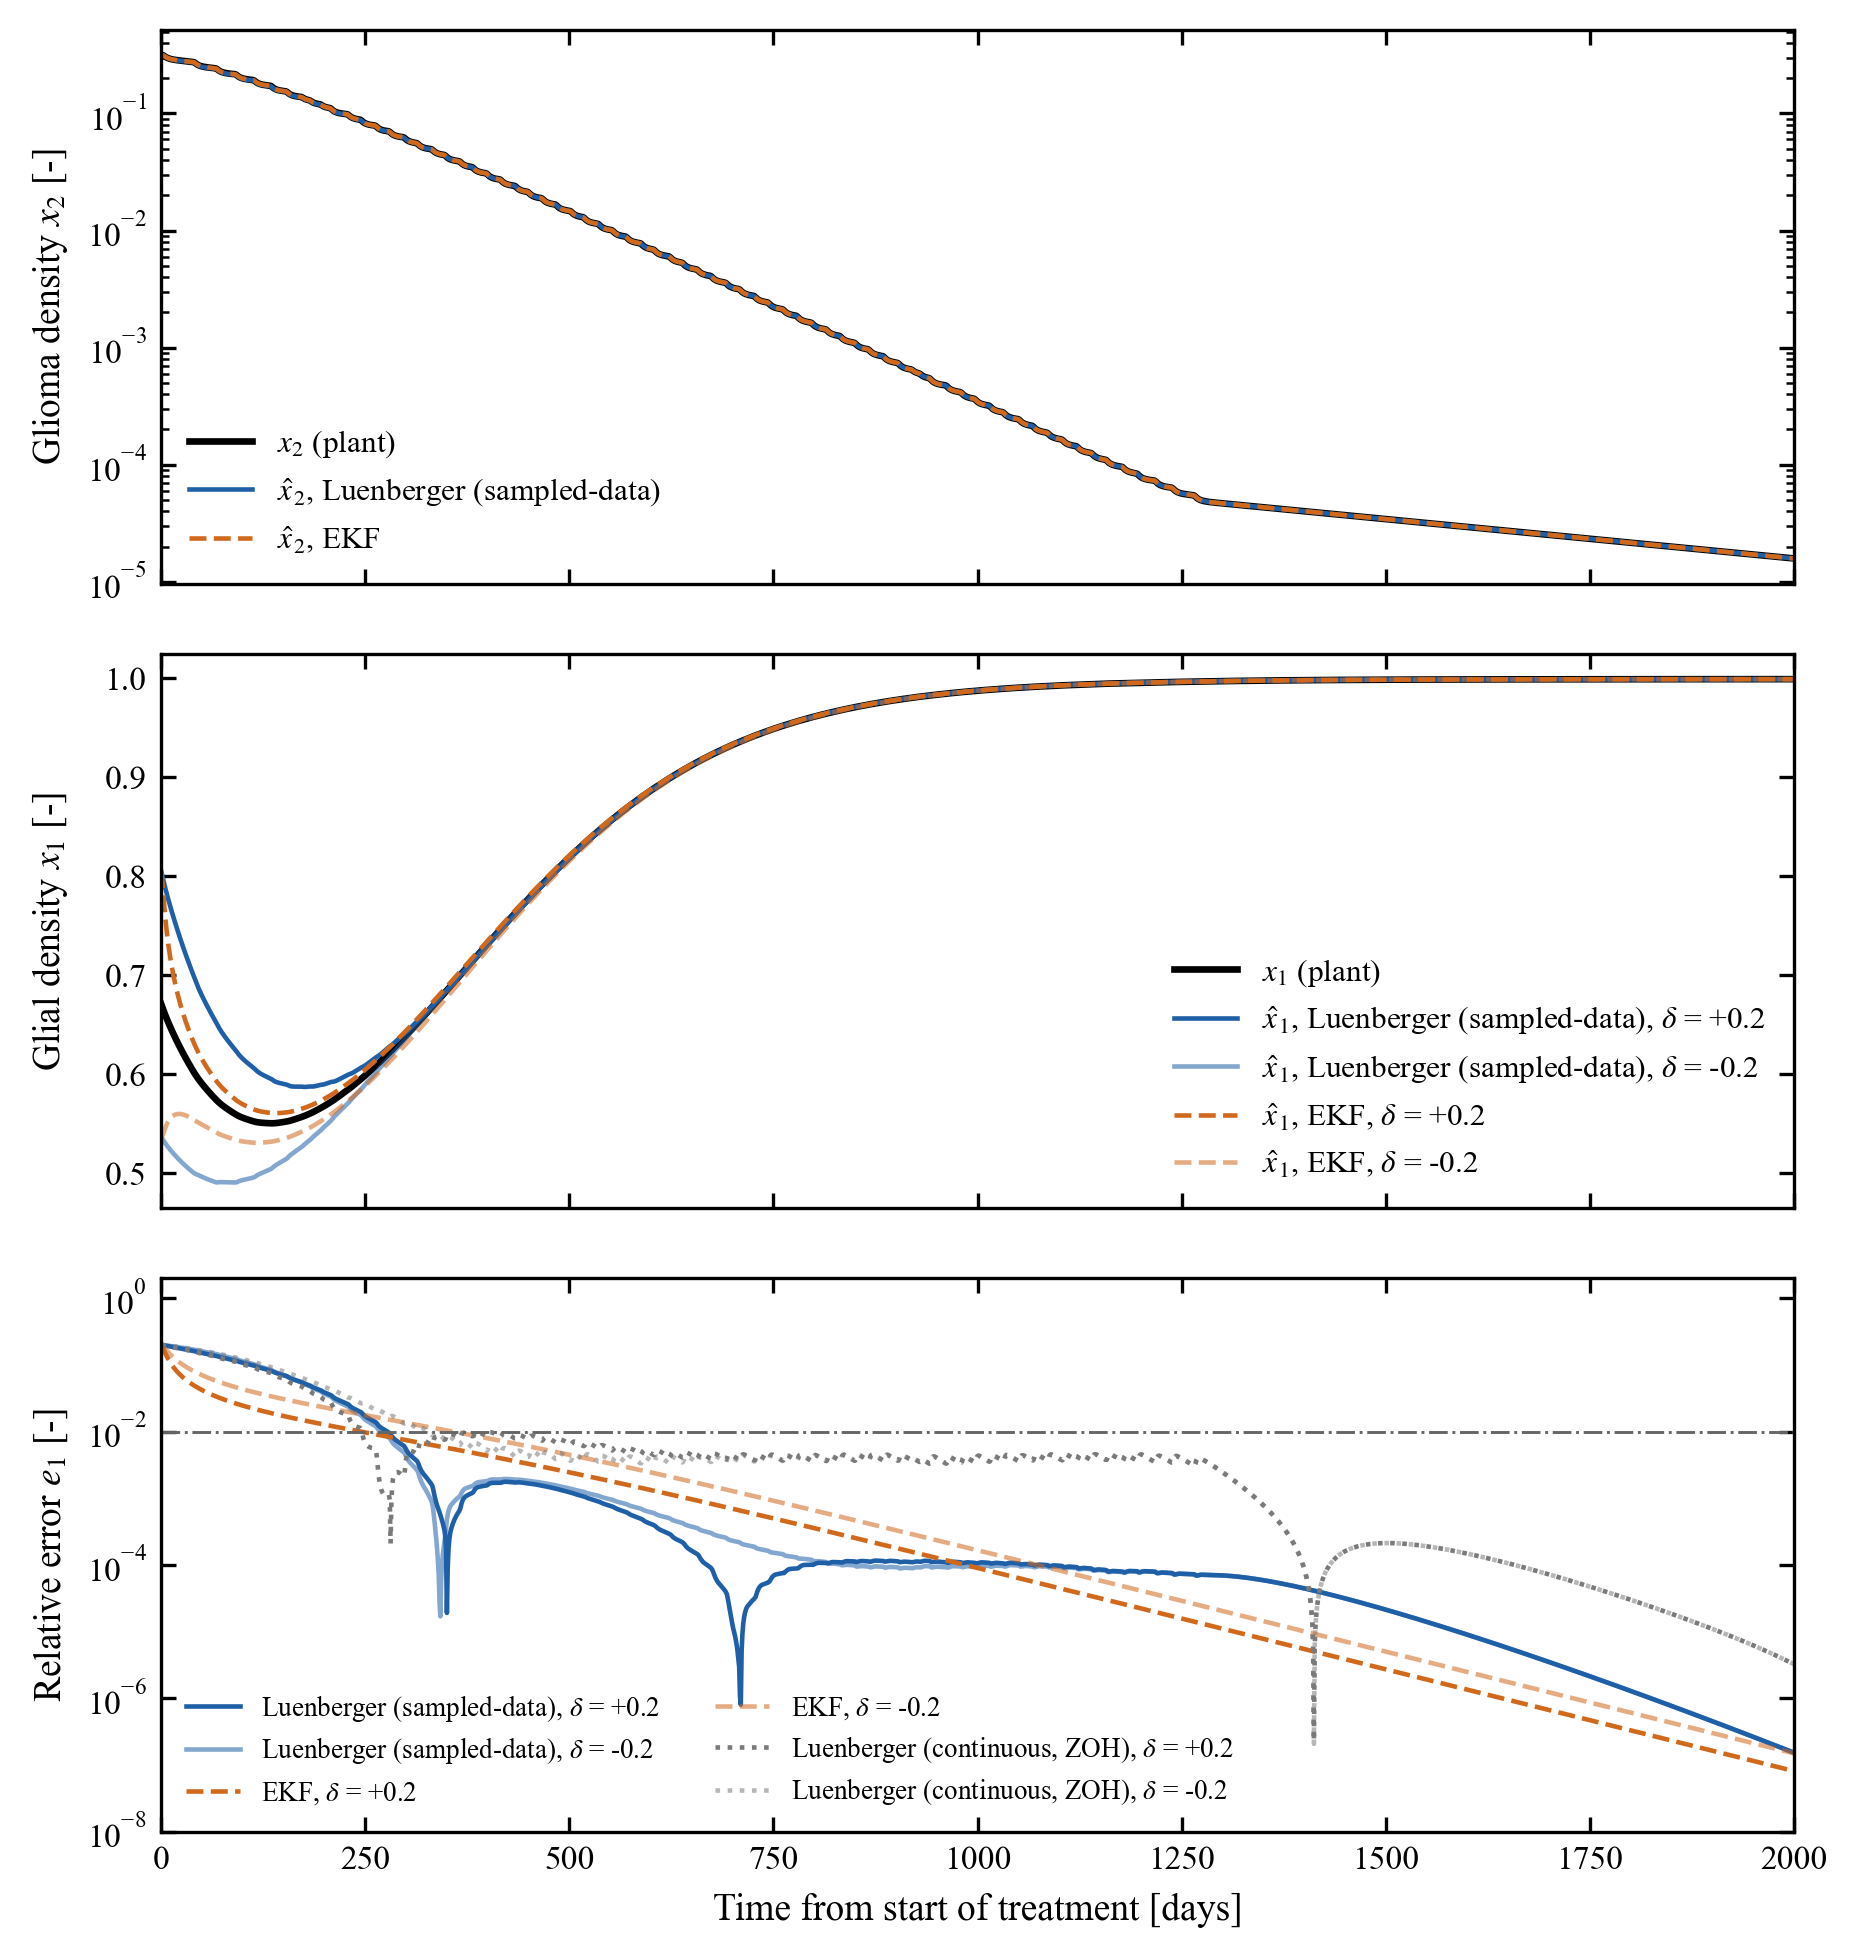 10⁻¹
10⁻²
10⁻³
10⁻⁴
10⁻⁵
Glioma density x₂ [-]
x₂ (plant)
x̂₂, Luenberger (sampled-data)
x̂₂, EKF
1.0
0.9
0.8
0.7
0.6
0.5
Glial density x₁ [-]
x₁ (plant)
x̂₁, Luenberger (sampled-data), δ = +0.2
x̂₁, Luenberger (sampled-data), δ = -0.2
x̂₁, EKF, δ = +0.2
x̂₁, EKF, δ = -0.2
10⁰
10⁻²
10⁻⁴
10⁻⁶
10⁻⁸
Relative error e₁ [-]
Luenberger (sampled-data), δ = +0.2
Luenberger (sampled-data), δ = -0.2
EKF, δ = +0.2
EKF, δ = -0.2
Luenberger (continuous, ZOH), δ = +0.2
Luenberger (continuous, ZOH), δ = -0.2
0 250 500 750 1000 1250 1500 1750 2000
Time from start of treatment [days]